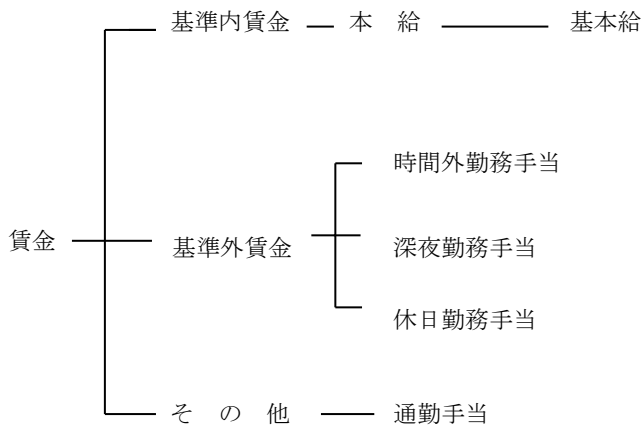 基準内賃金 本　給 基本給
時間外勤務手当
賃金 基準外賃金 深夜勤務手当
休日勤務手当
そ　の　他 通勤手当